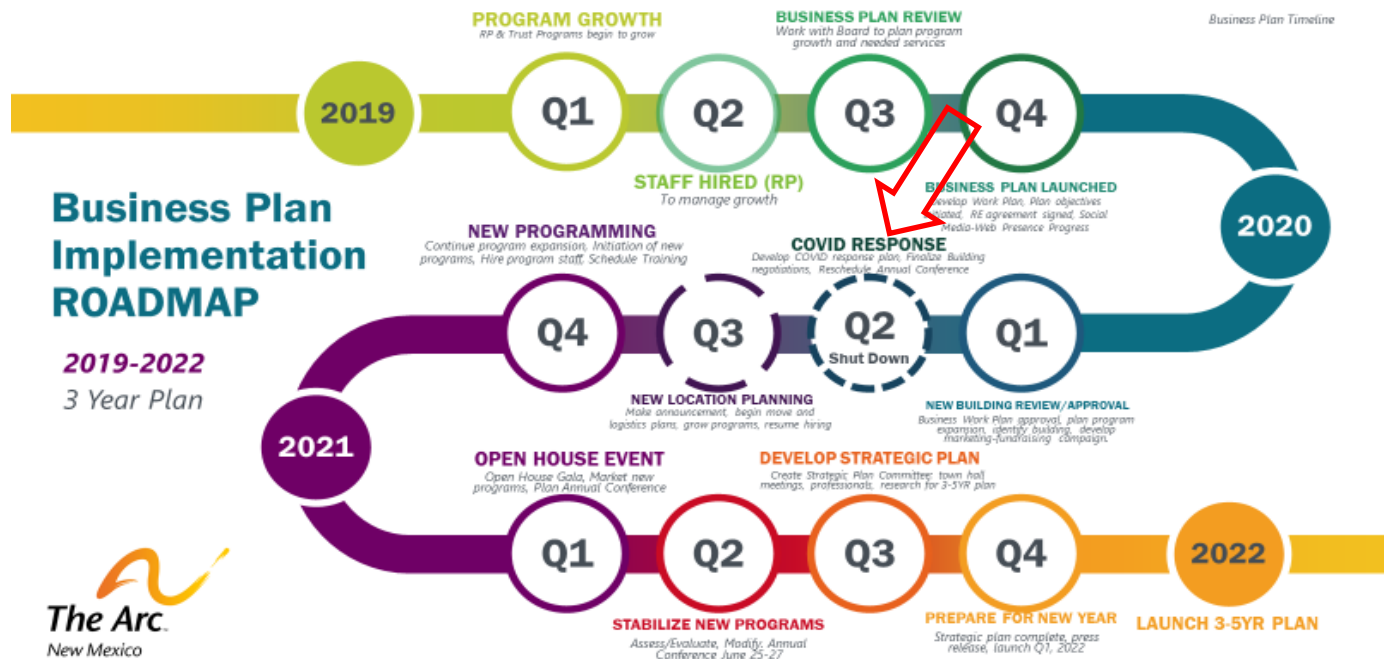 Business Plan Timeline
PROGRAM GROWTH
RP & Trust Programs begin to grow
BUSINESS PLAN REVIEW
Work with Board to plan program
growth and needed services
2019
Q1
Q2
Q3
Q4
STAFF HIRED (RP)
To manage growth
BUSINESS PLAN LAUNCHED
Develop Work Plan, Plan objectives
RE agreement signed, Social
Media-Web Presence Progress
2020
Business Plan
Implementation
ROADMAP
2019-2022
3 Year Plan
NEW PROGRAMMING
Continue program expansion, Initiation of new
programs, Hire program staff, Schedule Training
COVID RESPONSE
Develop COVID response plan, Finalize Building
negotiations, Reschedule Annual Conference
Q4
Q3
Q2
Shut Down
Q1
NEW LOCATION PLANNING
Make announcement, begin move and
logistics plans, grow programs, resume hiring
NEW BUILDING REVIEW/APPROVAL
Business Work Plan approval, plan program
expansion, identify building, develop
marketing-fundraising campaign.
2021
OPEN HOUSE EVENT
Open House Gala, Market new
programs, Plan Annual Conference
DEVELOP STRATEGIC PLAN
Create Strategic Plan Committee: town hall
meetings, professionals, research for 3-5YR plan
Q1
Q2
Q3
Q4
2022
STABILIZE NEW PROGRAMS
Assess/Evaluate, Modify. Annual
Conference June 25-27
PREPARE FOR NEW YEAR
Strategic plan complete, press
release, launch Q1, 2022
LAUNCH 3-5YR PLAN
The Arc
New Mexico